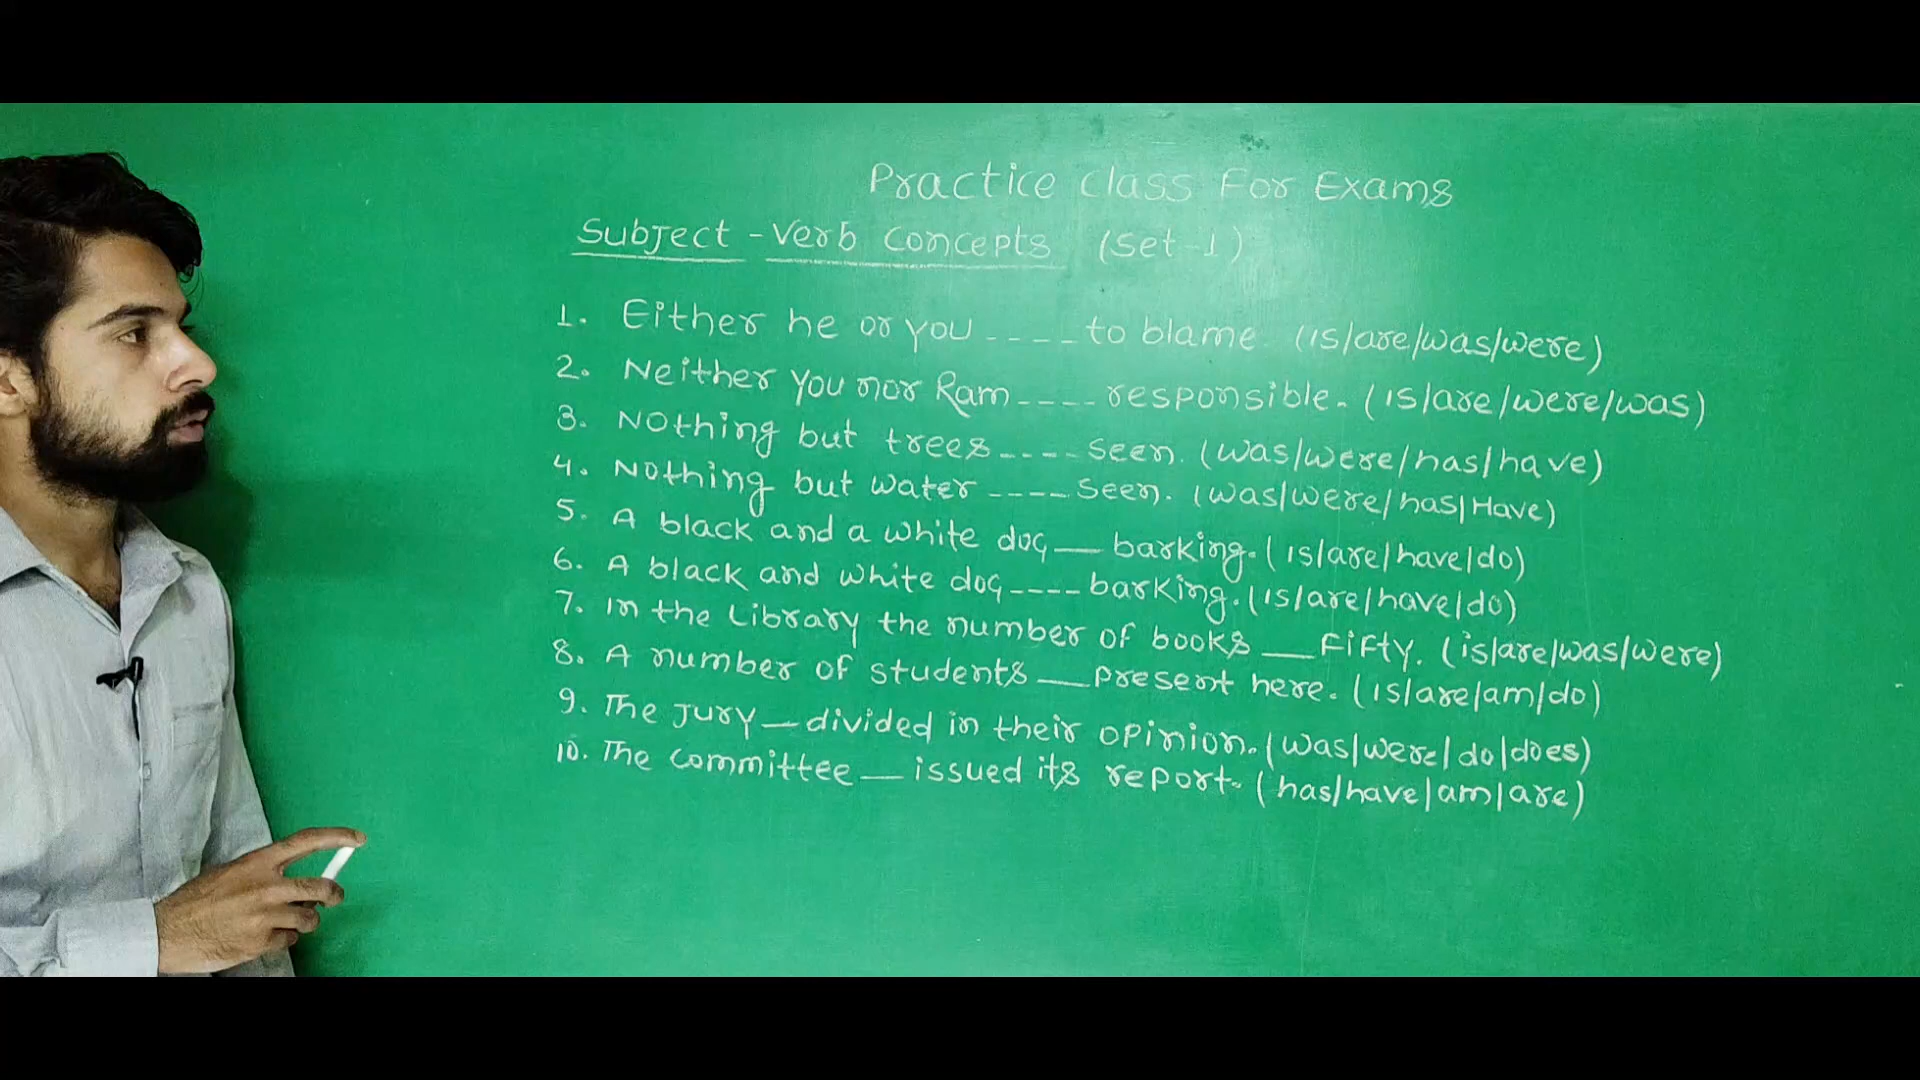 Practice Class For Exams
Subject-Verb Concepts (Set-1)
1. Either he or you ---- to blame. (is/are/was/were)
2. Neither you nor Ram ---- responsible. (is/are/were/was)
3. Nothing but trees ---- seen. (was/were/has/have)
4. Nothing but water ---- seen. (was/were/has/Have)
5. A black and a white dog __ barking. (is/are/have/do)
6. A black and white dog ---- barking. (is/are/have/do)
7. In the Library the number of books __ Fifty. (is/are/was/were)
8. A number of students __ present here. (is/are/am/do)
9. The Jury __ divided in their opinion. (was/were/do/does)
10. The committee __ issued its report. (has/have/am/are)